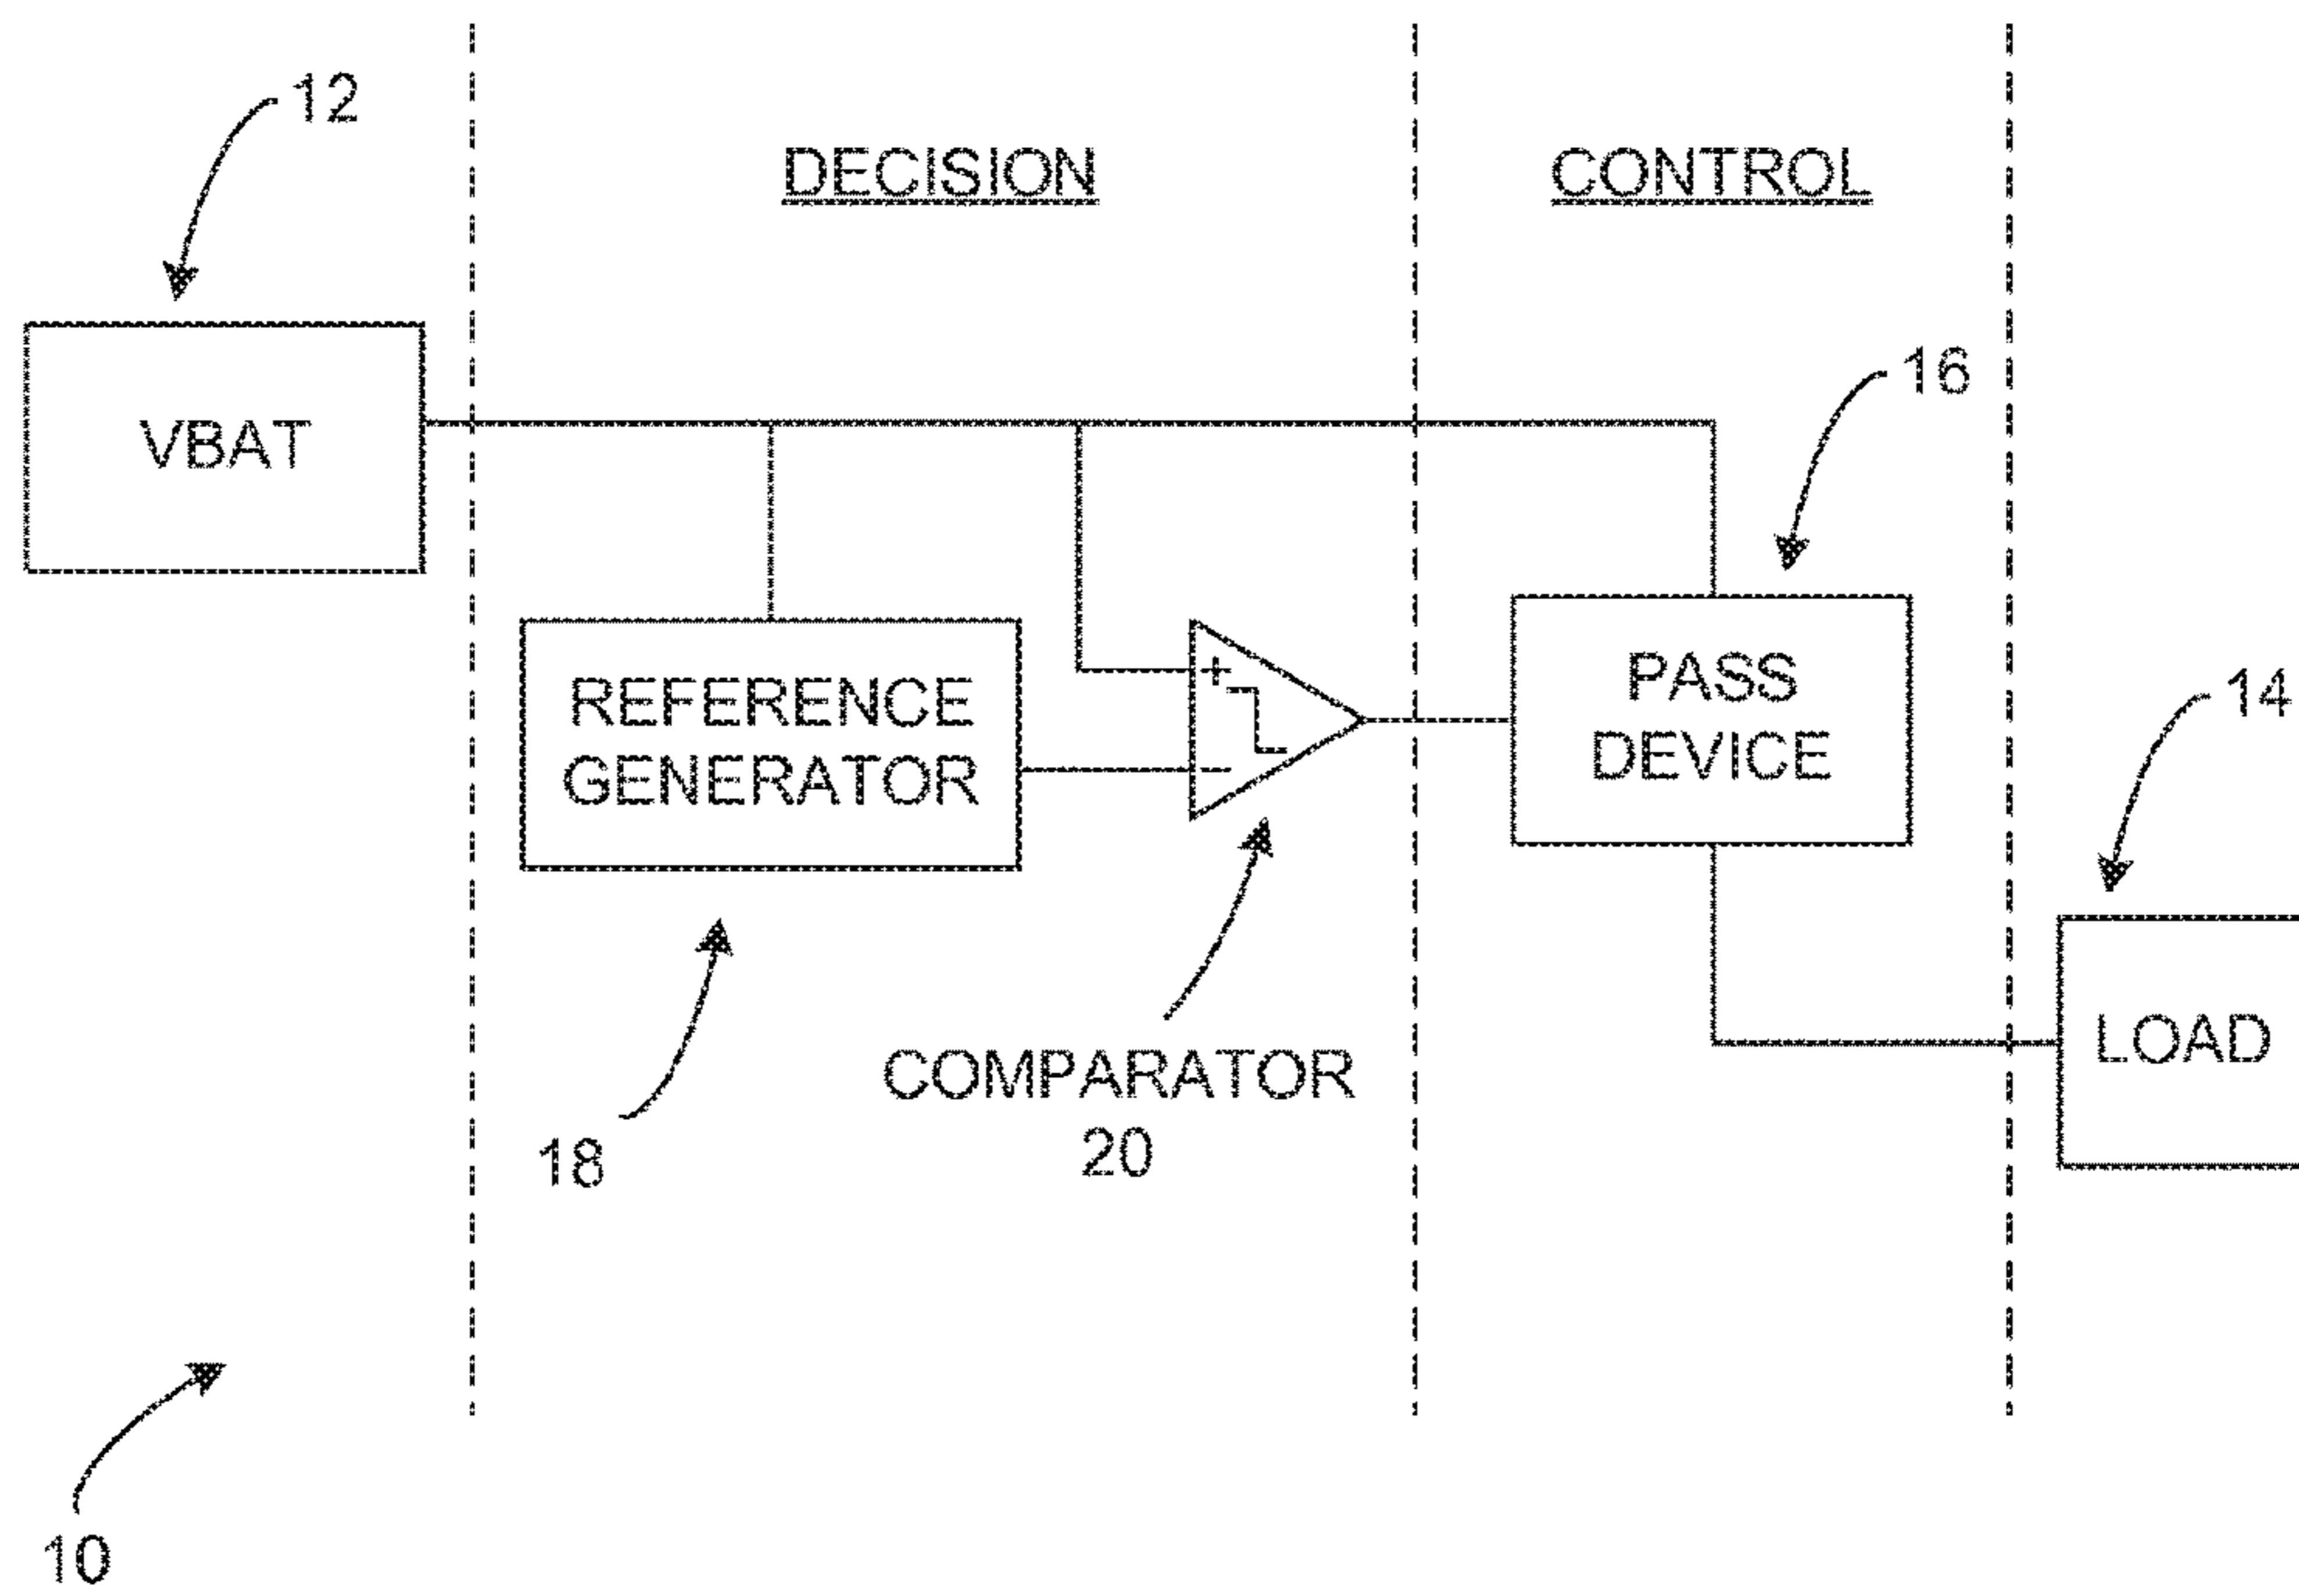 12
DECISION
CONTROL
16
VBAT
REFERENCE
GENERATOR
+
−
PASS
DEVICE
14
LOAD
COMPARATOR
20
18
10